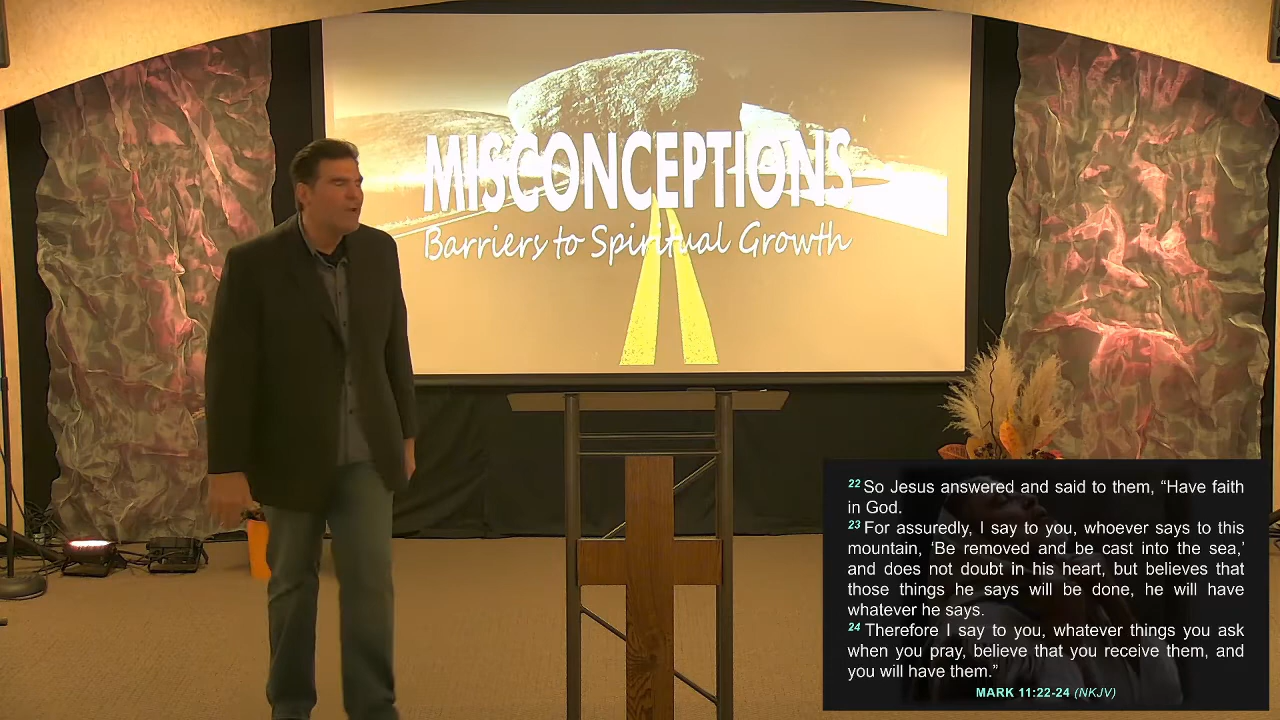 MISCONCEPTIONS
Barriers to Spiritual Growth
22 So Jesus answered and said to them, “Have faith
in God.
23 For assuredly, I say to you, whoever says to this
mountain, ‘Be removed and be cast into the sea,’
and does not doubt in his heart, but believes that
those things he says will be done, he will have
whatever he says.
24 Therefore I say to you, whatever things you ask
when you pray, believe that you receive them, and
you will have them.”
MARK 11:22-24 (NKJV)